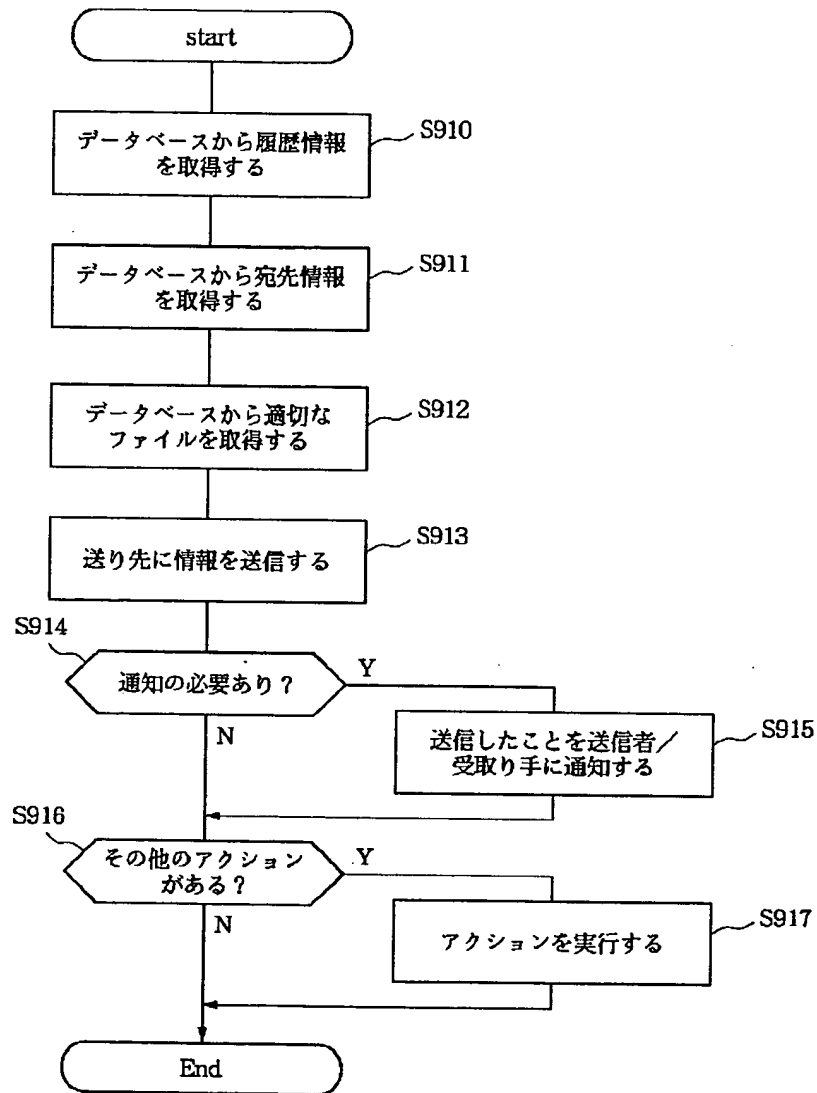 start
データベースから履歴情報
を取得する
S910
データベースから宛先情報
を取得する
S911
データベースから適切な
ファイルを取得する
S912
送り先に情報を送信する
S913
S914
通知の必要あり?
Y
N
送信したことを送信者/
受取り手に通知する
S915
S916
その他のアクション
がある?
Y
N
アクションを実行する
S917
End